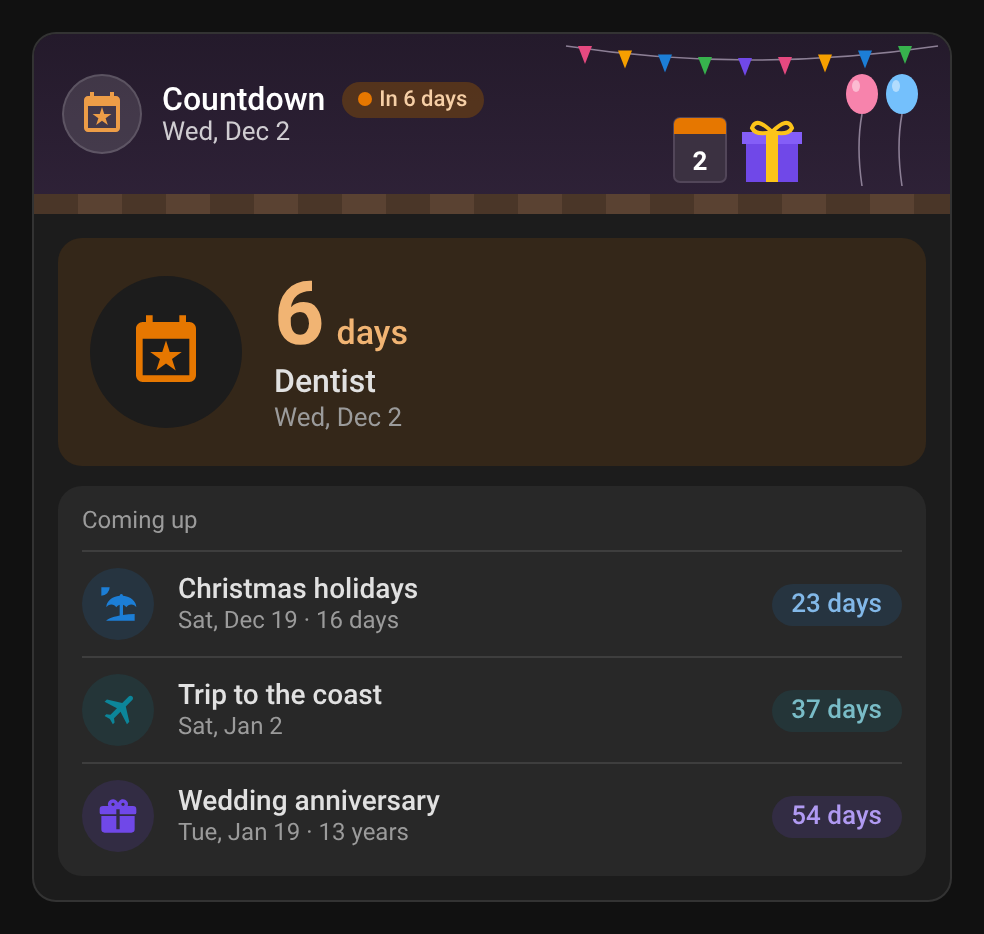 Countdown
In 6 days
Wed, Dec 2
2
6 days
Dentist
Wed, Dec 2
Coming up
Christmas holidays
Sat, Dec 19 · 16 days
23 days
Trip to the coast
Sat, Jan 2
37 days
Wedding anniversary
Tue, Jan 19 · 13 years
54 days